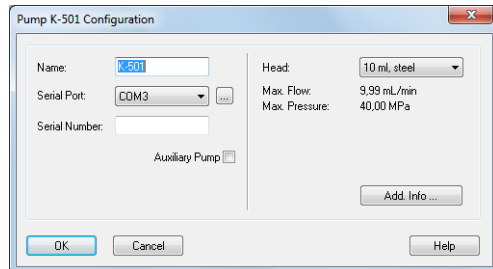 Pump K-501 Configuration
Name:
K-501
Serial Port:
COM3
...
Serial Number:
Auxiliary Pump
Head:
10 ml, steel
Max. Flow:
9,99 mL/min
Max. Pressure:
40,00 MPa
Add. Info ...
OK
Cancel
Help